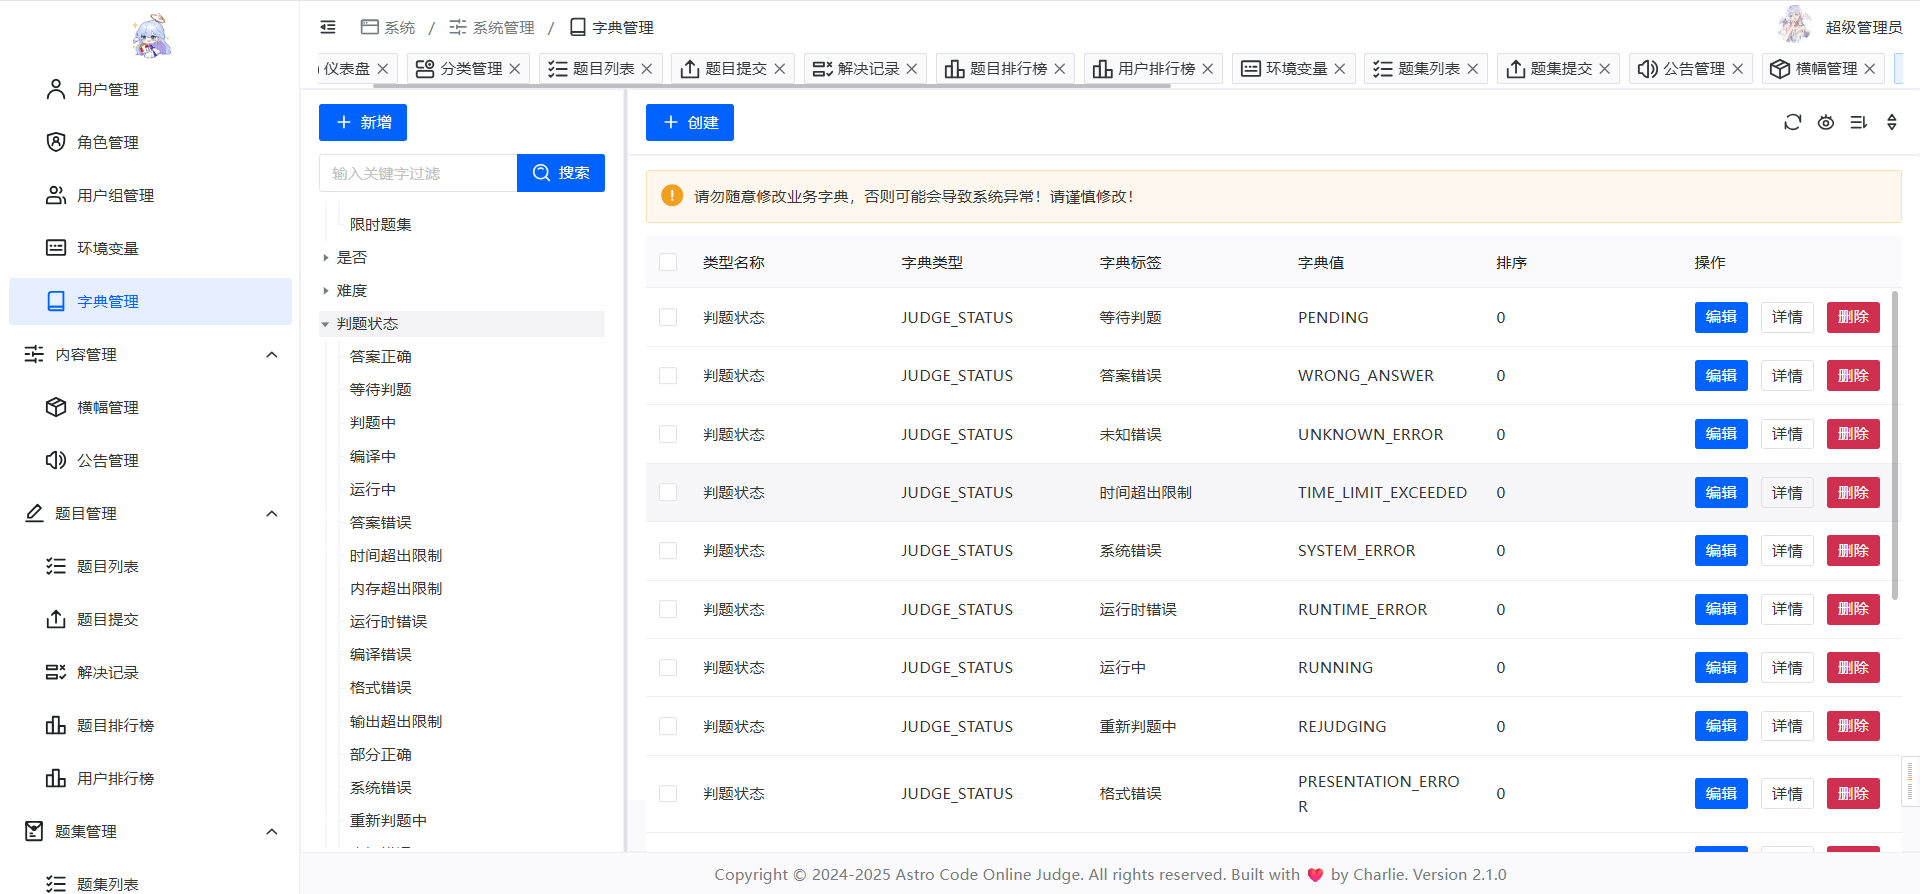 用户管理
角色管理
用户组管理
环境变量
字典管理
内容管理
横幅管理
公告管理
题目管理
题目列表
题目提交
解决记录
题目排行榜
用户排行榜
题集管理
题集列表
系统 / 系统管理 / 字典管理
超级管理员
仪表盘 分类管理 题目列表 题目提交 解决记录 题目排行榜 用户排行榜 环境变量 题集列表 题集提交 公告管理 横幅管理
新增
输入关键字过滤 搜索
限时题集
是否
难度
判题状态
答案正确
等待判题
判题中
编译中
运行中
答案错误
时间超出限制
内存超出限制
运行时错误
编译错误
格式错误
输出超出限制
部分正确
系统错误
重新判题中
创建
请勿随意修改业务字典，否则可能会导致系统异常！请谨慎修改！
类型名称 字典类型 字典标签 字典值 排序 操作
判题状态 JUDGE_STATUS 等待判题 PENDING 0 编辑 详情 删除
判题状态 JUDGE_STATUS 答案错误 WRONG_ANSWER 0 编辑 详情 删除
判题状态 JUDGE_STATUS 未知错误 UNKNOWN_ERROR 0 编辑 详情 删除
判题状态 JUDGE_STATUS 时间超出限制 TIME_LIMIT_EXCEEDED 0 编辑 详情 删除
判题状态 JUDGE_STATUS 系统错误 SYSTEM_ERROR 0 编辑 详情 删除
判题状态 JUDGE_STATUS 运行时错误 RUNTIME_ERROR 0 编辑 详情 删除
判题状态 JUDGE_STATUS 运行中 RUNNING 0 编辑 详情 删除
判题状态 JUDGE_STATUS 重新判题中 REJUDGING 0 编辑 详情 删除
判题状态 JUDGE_STATUS 格式错误 PRESENTATION_ERRO
R 0 编辑 详情 删除
Copyright © 2024-2025 Astro Code Online Judge. All rights reserved. Built with ❤️ by Charlie. Version 2.1.0